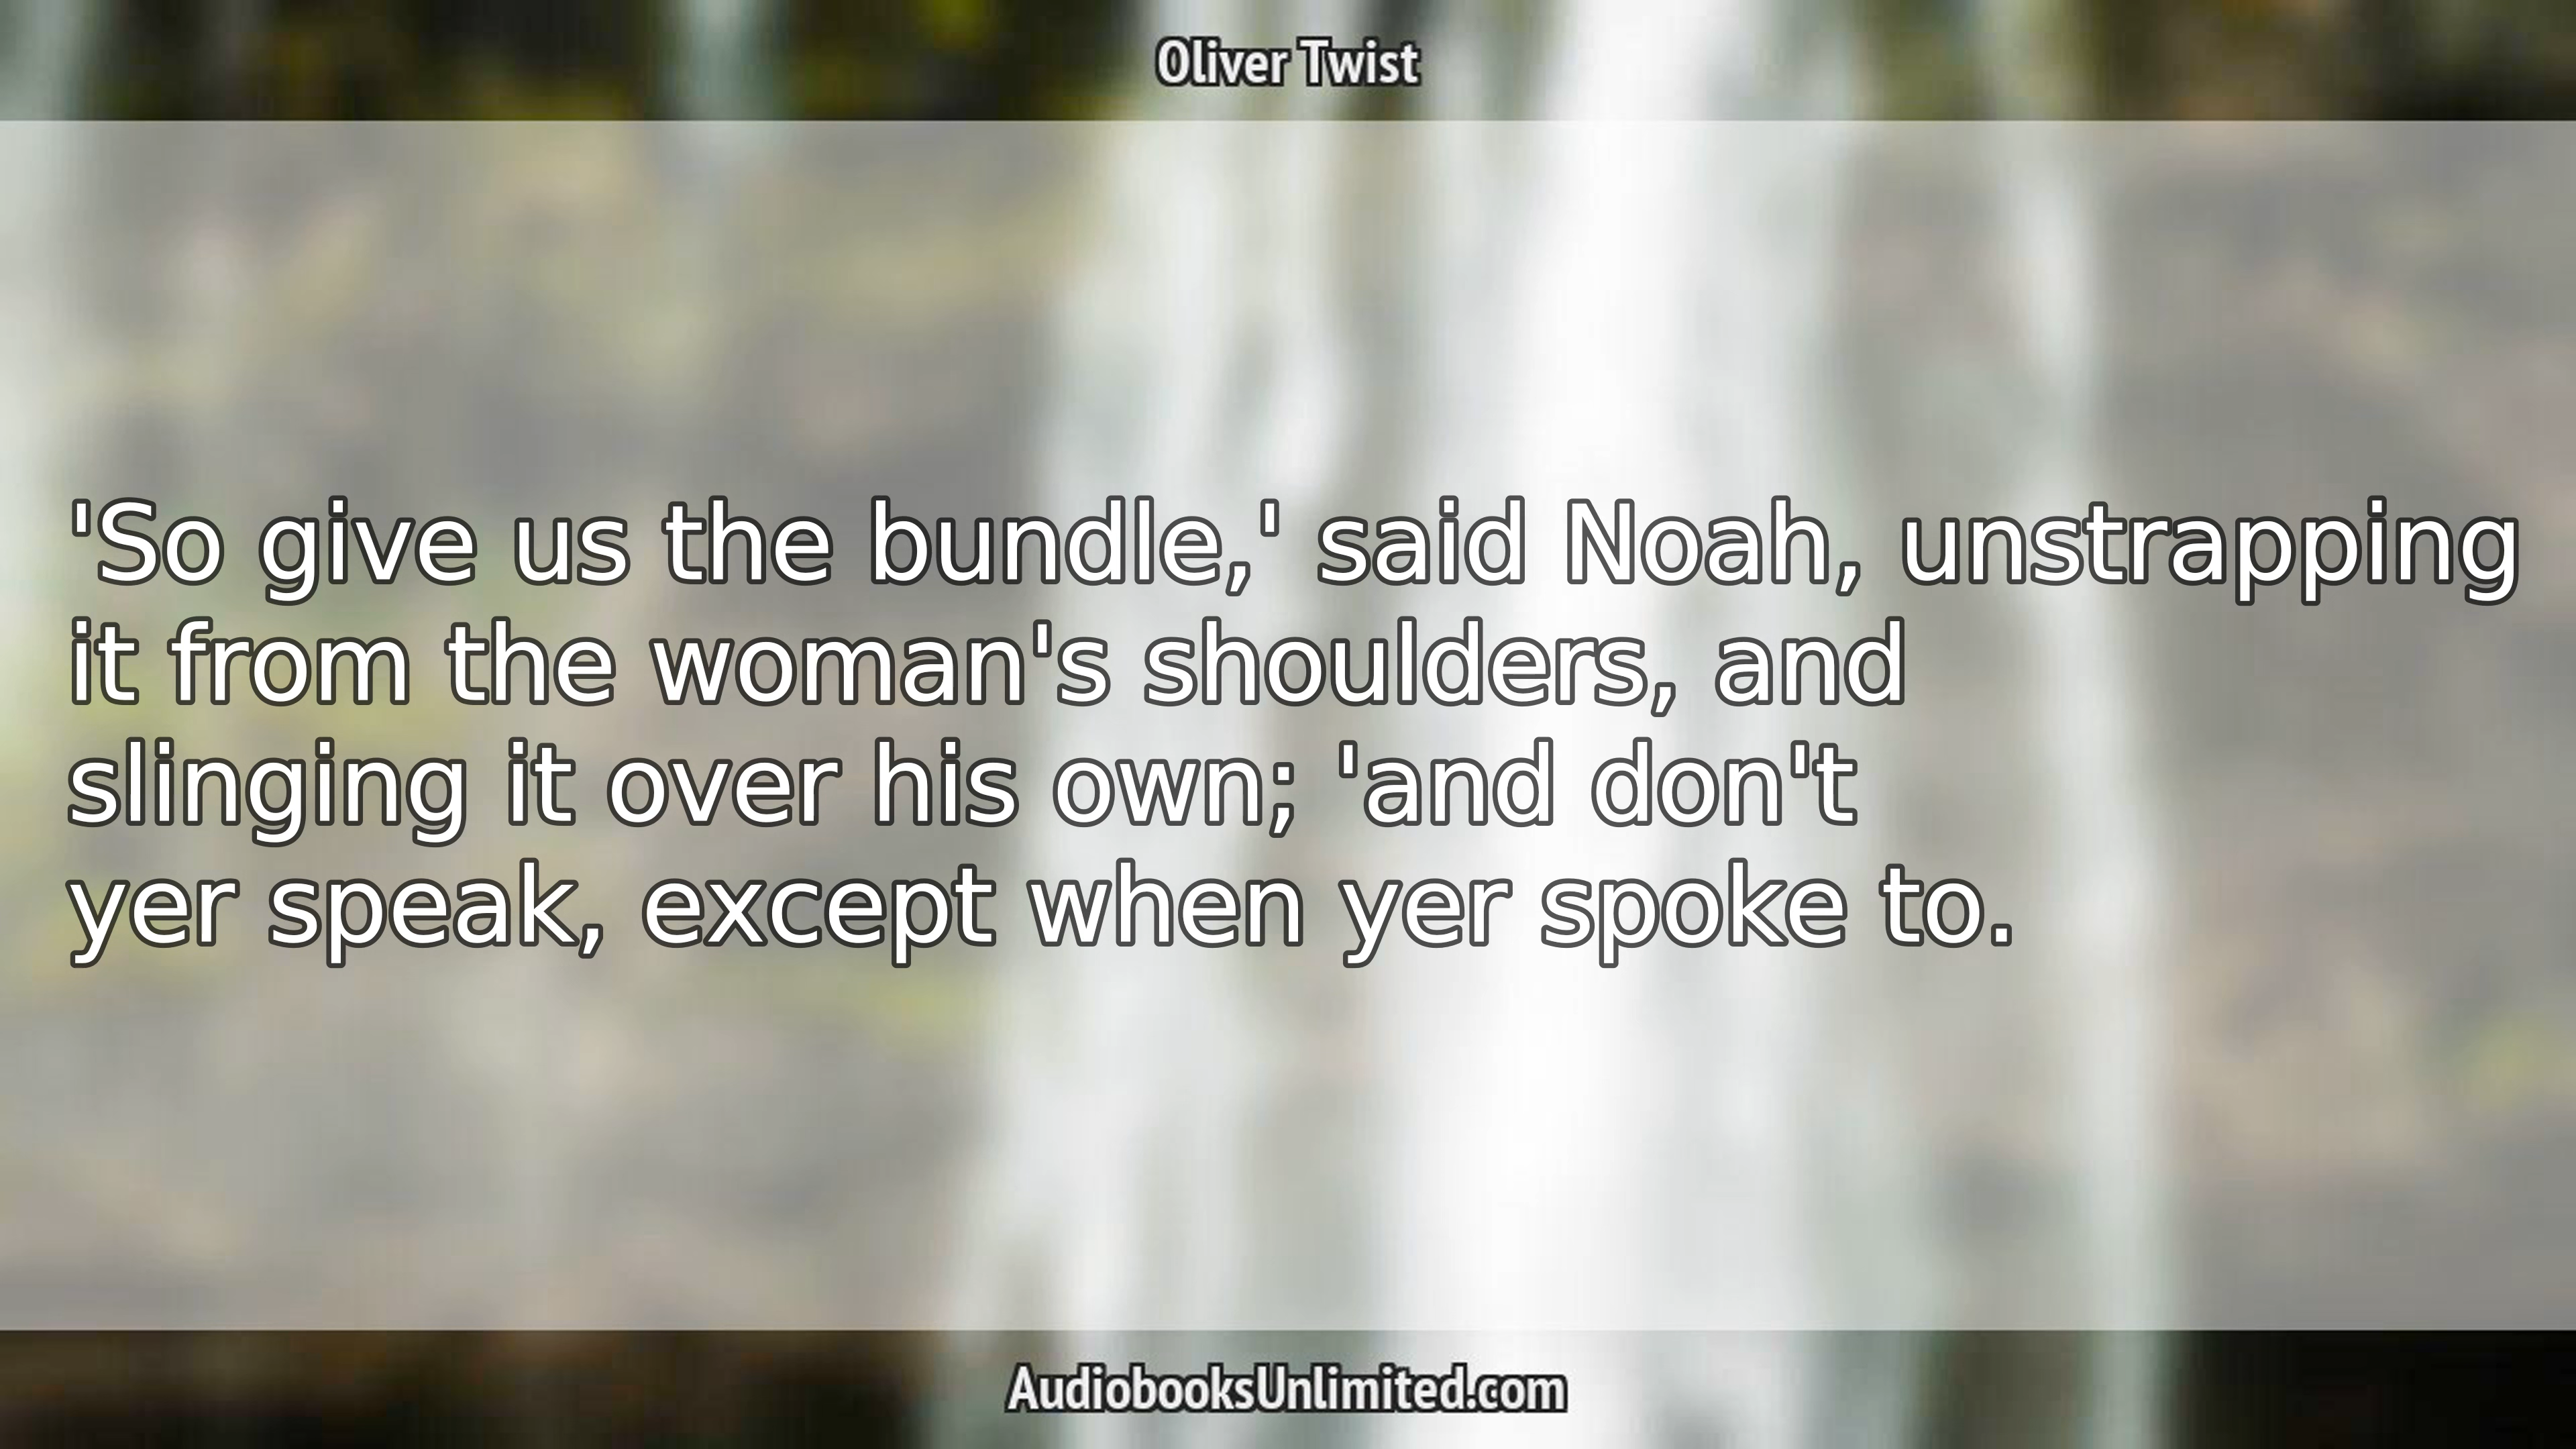 Oliver Twist
'So give us the bundle,' said Noah, unstrapping
it from the woman's shoulders, and
slinging it over his own; 'and don't
yer speak, except when yer spoke to.
AudiobooksUnlimited.com